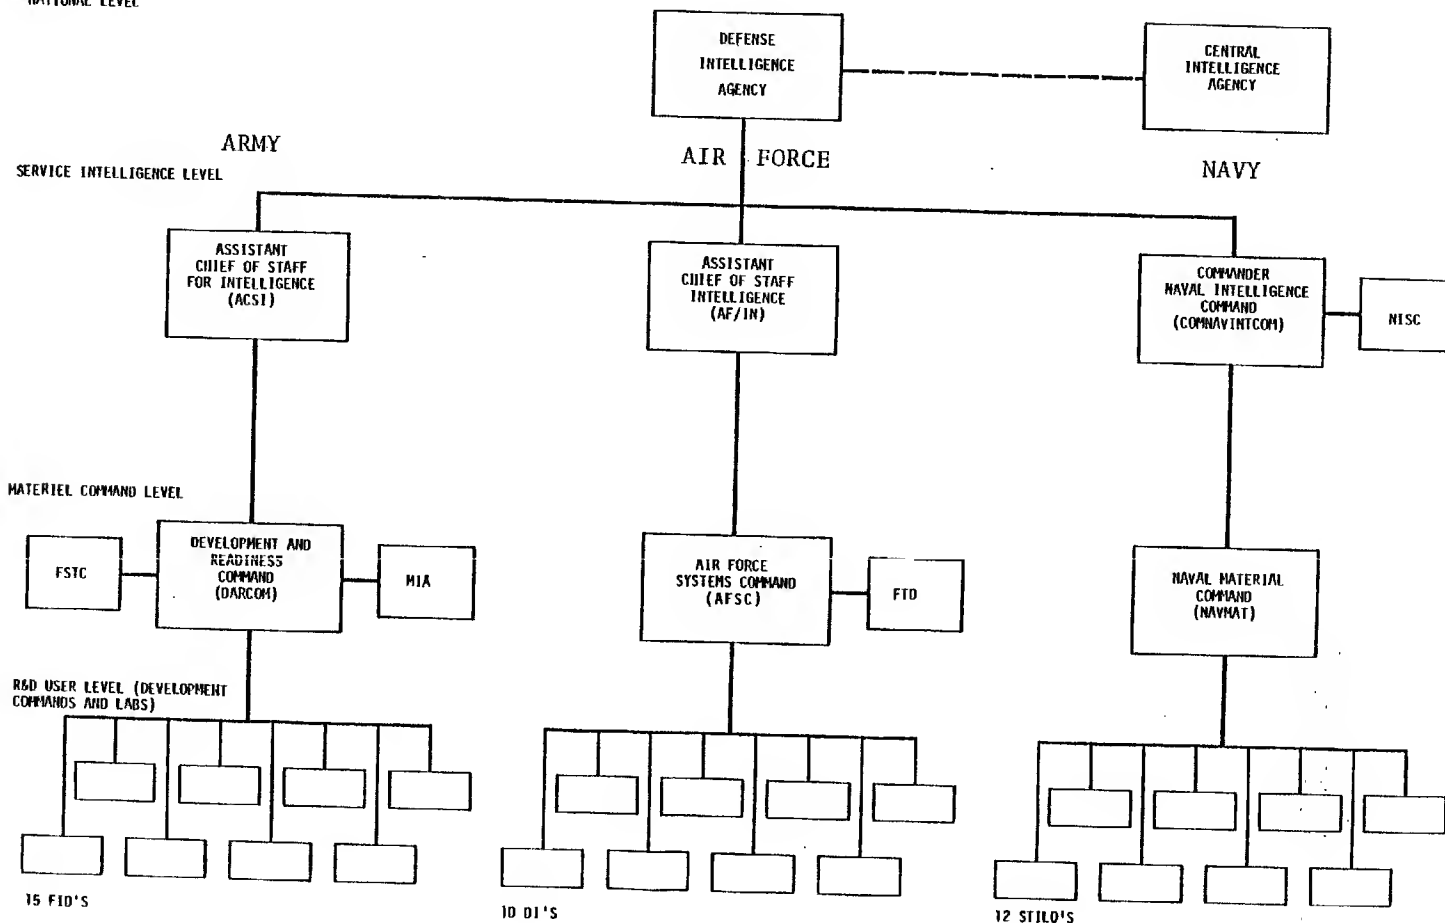 NATIONAL LEVEL
DEFENSE
INTELLIGENCE
AGENCY
CENTRAL
INTELLIGENCE
AGENCY
ARMY
AIR FORCE
NAVY
SERVICE INTELLIGENCE LEVEL
ASSISTANT
CHIEF OF STAFF
FOR INTELLIGENCE
(ACSI)
ASSISTANT
CHIEF OF STAFF
INTELLIGENCE
(AF/IN)
COMMANDER
NAVAL INTELLIGENCE
COMMAND
(COMNAVINTCOM)
NISC
MATERIEL COMMAND LEVEL
FSTC
DEVELOPMENT AND
READINESS
COMMAND
(DARCOM)
MIA
AIR FORCE
SYSTEMS COMMAND
(AFSC)
FTD
NAVAL MATERIAL
COMMAND
(NAVMAT)
R&D USER LEVEL (DEVELOPMENT
COMMANDS AND LABS)
15 FIO'S
10 DI'S
12 STILO'S